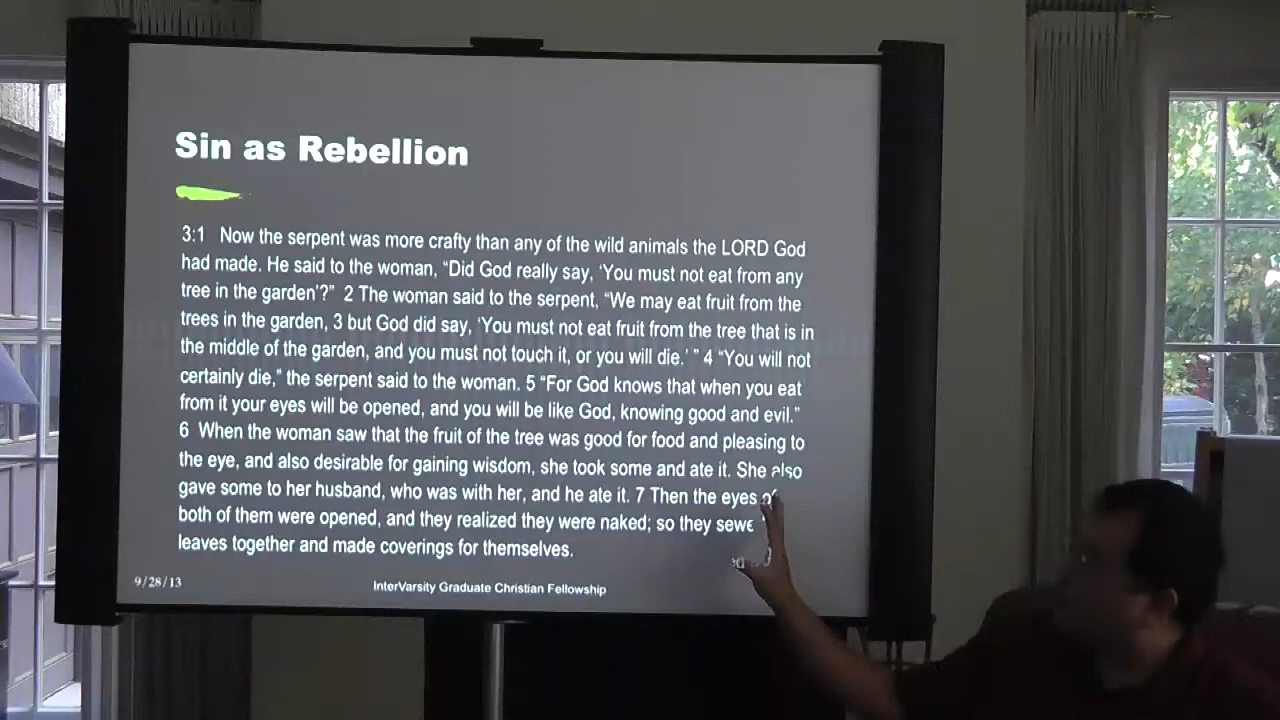 Sin as Rebellion
3:1 Now the serpent was more crafty than any of the wild animals the LORD God
had made. He said to the woman, “Did God really say, ‘You must not eat from any
tree in the garden’?” 2 The woman said to the serpent, “We may eat fruit from the
trees in the garden, 3 but God did say, ‘You must not eat fruit from the tree that is in
the middle of the garden, and you must not touch it, or you will die.’ ” 4 “You will not
certainly die,” the serpent said to the woman. 5 “For God knows that when you eat
from it your eyes will be opened, and you will be like God, knowing good and evil.”
6 When the woman saw that the fruit of the tree was good for food and pleasing to
the eye, and also desirable for gaining wisdom, she took some and ate it. She also
gave some to her husband, who was with her, and he ate it. 7 Then the eyes of
both of them were opened, and they realized they were naked; so they sewe
leaves together and made coverings for themselves.
9/28/13
InterVarsity Graduate Christian Fellowship